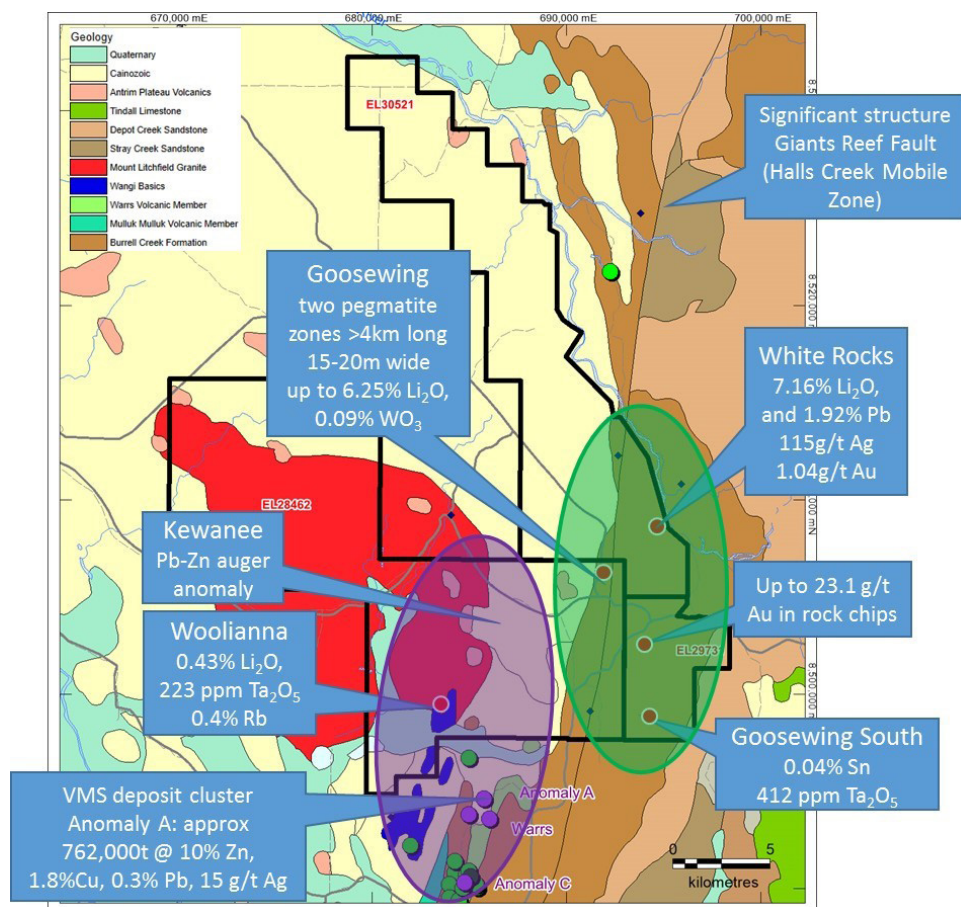 670,000 mE
680,000 mE
690,000 mE
700,000 mE
Geology
Quaternary
Cainozoic
Antrim Plateau Volcanics
Tindall Limestone
Depot Creek Sandstone
Stray Creek Sandstone
Mount Litchfield Granite
Wangi Basics
Warrs Volcanic Member
Mulluk Mulluk Volcanic Member
Burrell Creek Formation
EL30521
Significant structure
Giants Reef Fault
(Halls Creek Mobile
Zone)
Goosewing
two pegmatite
zones >4km long
15-20m wide
up to 6.25% Li₂O,
0.09% WO₃
8,520,000 mN
White Rocks
7.16% Li₂O,
and 1.92% Pb
115g/t Ag
1.04g/t Au
EL28462
Kewanee
Pb-Zn auger
anomaly
Woolianna
0.43% Li₂O,
223 ppm Ta₂O₅
0.4% Rb
Up to 23.1 g/t
Au in rock chips
EL2973
8,500,000 mN
Goosewing South
0.04% Sn
412 ppm Ta₂O₅
VMS deposit cluster
Anomaly A: approx
762,000t @ 10% Zn,
1.8%Cu, 0.3% Pb, 15 g/t Ag
Anomaly A
Warrs
Anomaly C
0 5
kilometres